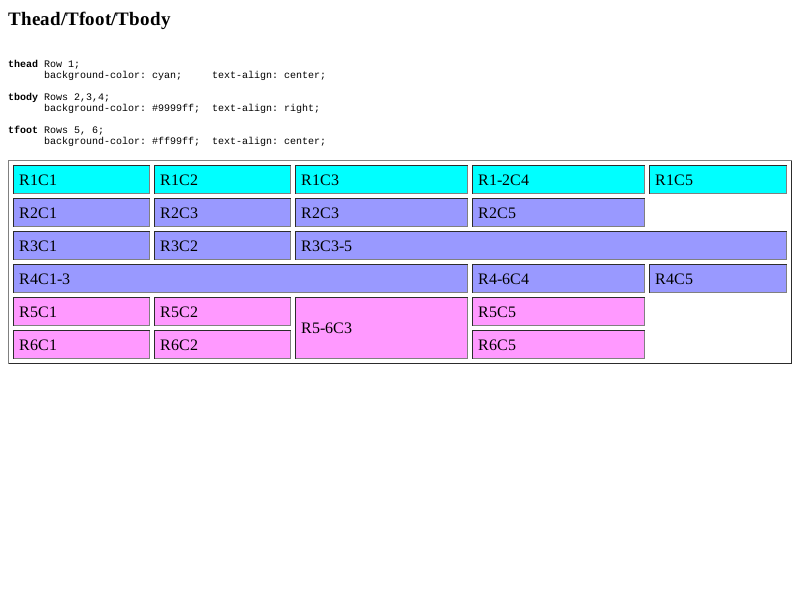 Thead/Tfoot/Tbody
thead Row 1;
background-color: cyan; text-align: center;
tbody Rows 2,3,4;
background-color: #9999ff; text-align: right;
tfoot Rows 5, 6;
background-color: #ff99ff; text-align: center;
R1C1 R1C2 R1C3 R1-2C4 R1C5
R2C1 R2C3 R2C3 R2C5
R3C1 R3C2 R3C3-5
R4C1-3 R4-6C4 R4C5
R5C1 R5C2 R5-6C3 R5C5
R6C1 R6C2 R6C5